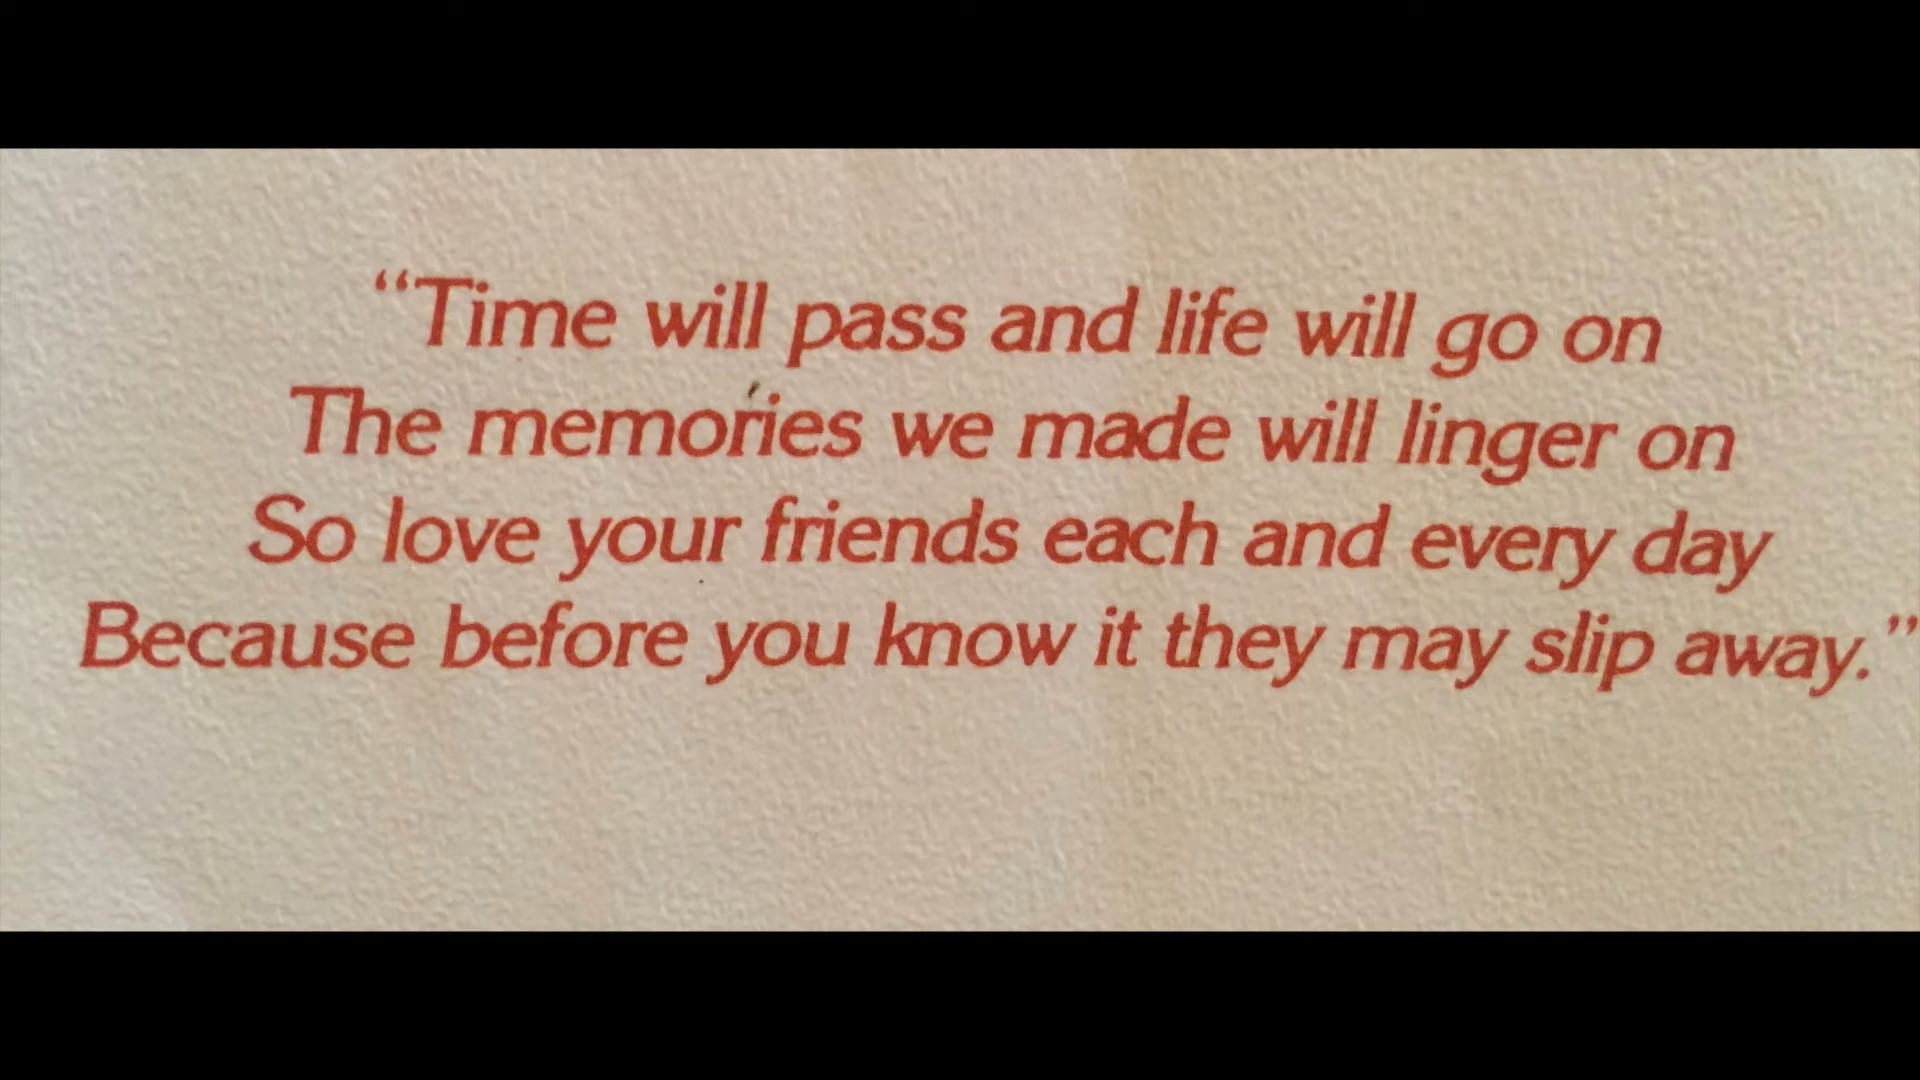 “Time will pass and life will go on
The memories we made will linger on
So love your friends each and every day
Because before you know it they may slip away.”